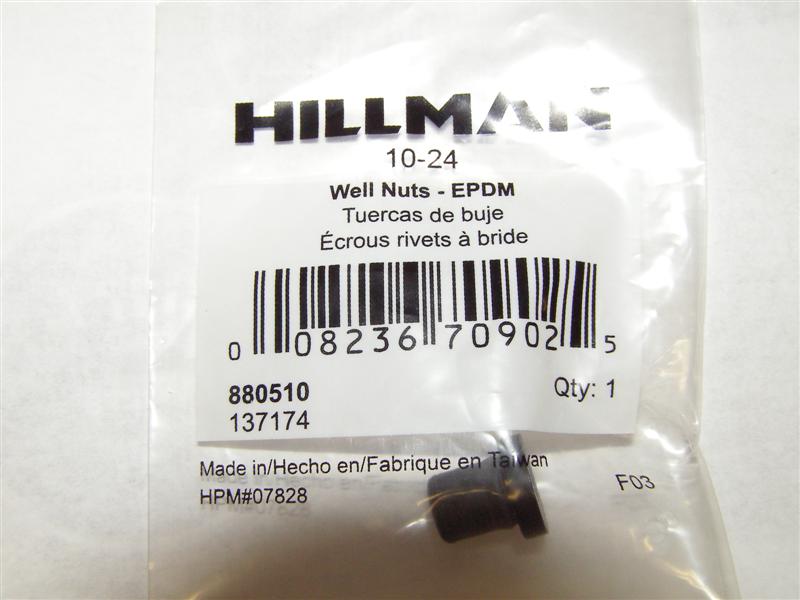 HILLMAN
10-24
Well Nuts - EPDM
Tuercas de buje
Écrous rivets à bride
0 08236 70902 5
880510 Qty: 1
137174
Made in/Hecho en/Fabrique en Taiwan
HPM#07828 F03